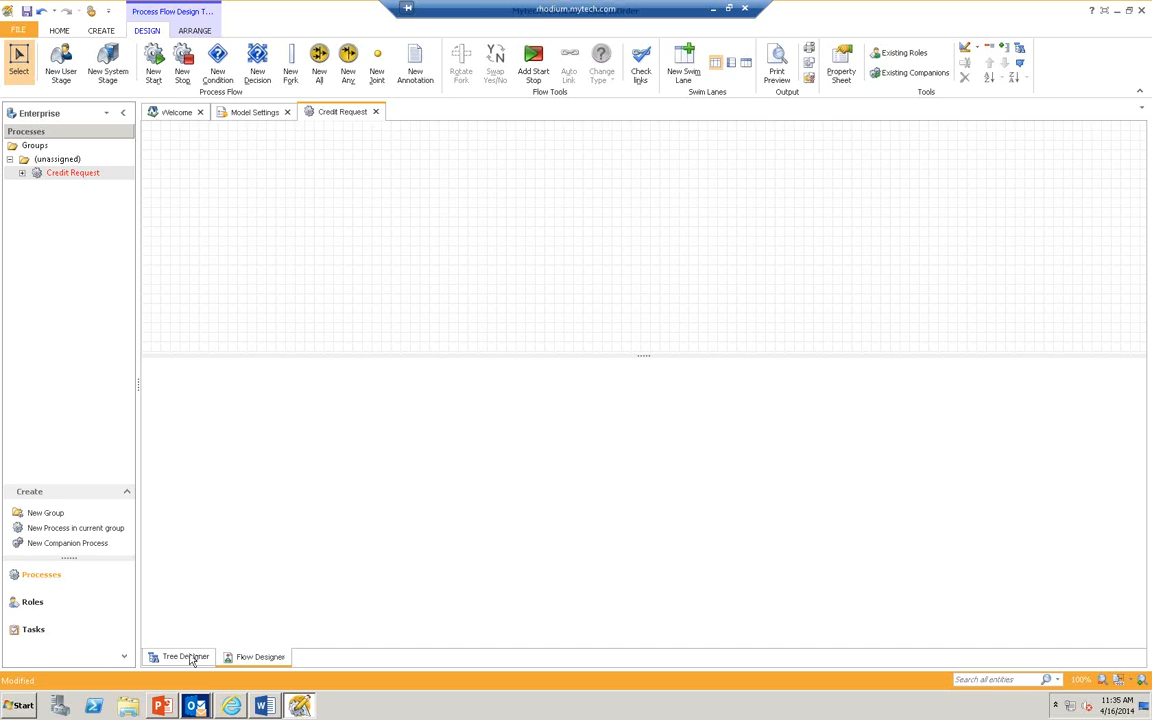 Process Flow Design T...
rhodium.mytech.com
FILE
HOME
CREATE
DESIGN
ARRANGE
Select
New User Stage
New System Stage
New Start
New Stop
New Condition
New Decision
New Fork
New All
New Any
New Joint
New Annotation
Process Flow
Rotate Fork
Swap Yes/No
Add Start Stop
Auto Link
Change Type
Check links
Flow Tools
New Swim Lane
Swim Lanes
Print Preview
Output
Property Sheet
Existing Roles
Existing Companions
Tools
Enterprise
Processes
Groups
(unassigned)
Credit Request
Welcome
Model Settings
Credit Request
Create
New Group
New Process in current group
New Companion Process
Processes
Roles
Tasks
Tree Designer
Flow Designer
Modified
Search all entities
100%
Start
11:35 AM
4/16/2014